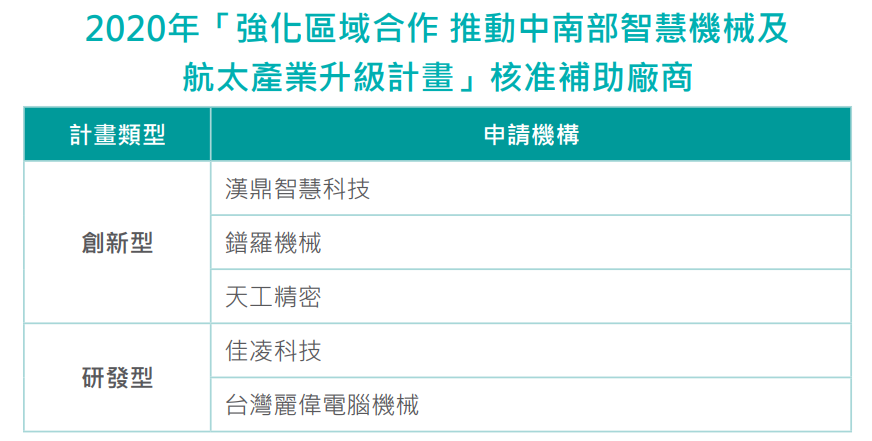 2020年「強化區域合作 推動中南部智慧機械及
航太產業升級計畫」核准補助廠商
計畫類型 申請機構
創新型
漢鼎智慧科技
鐠羅機械
天工精密
研發型
佳凌科技
台灣麗偉電腦機械